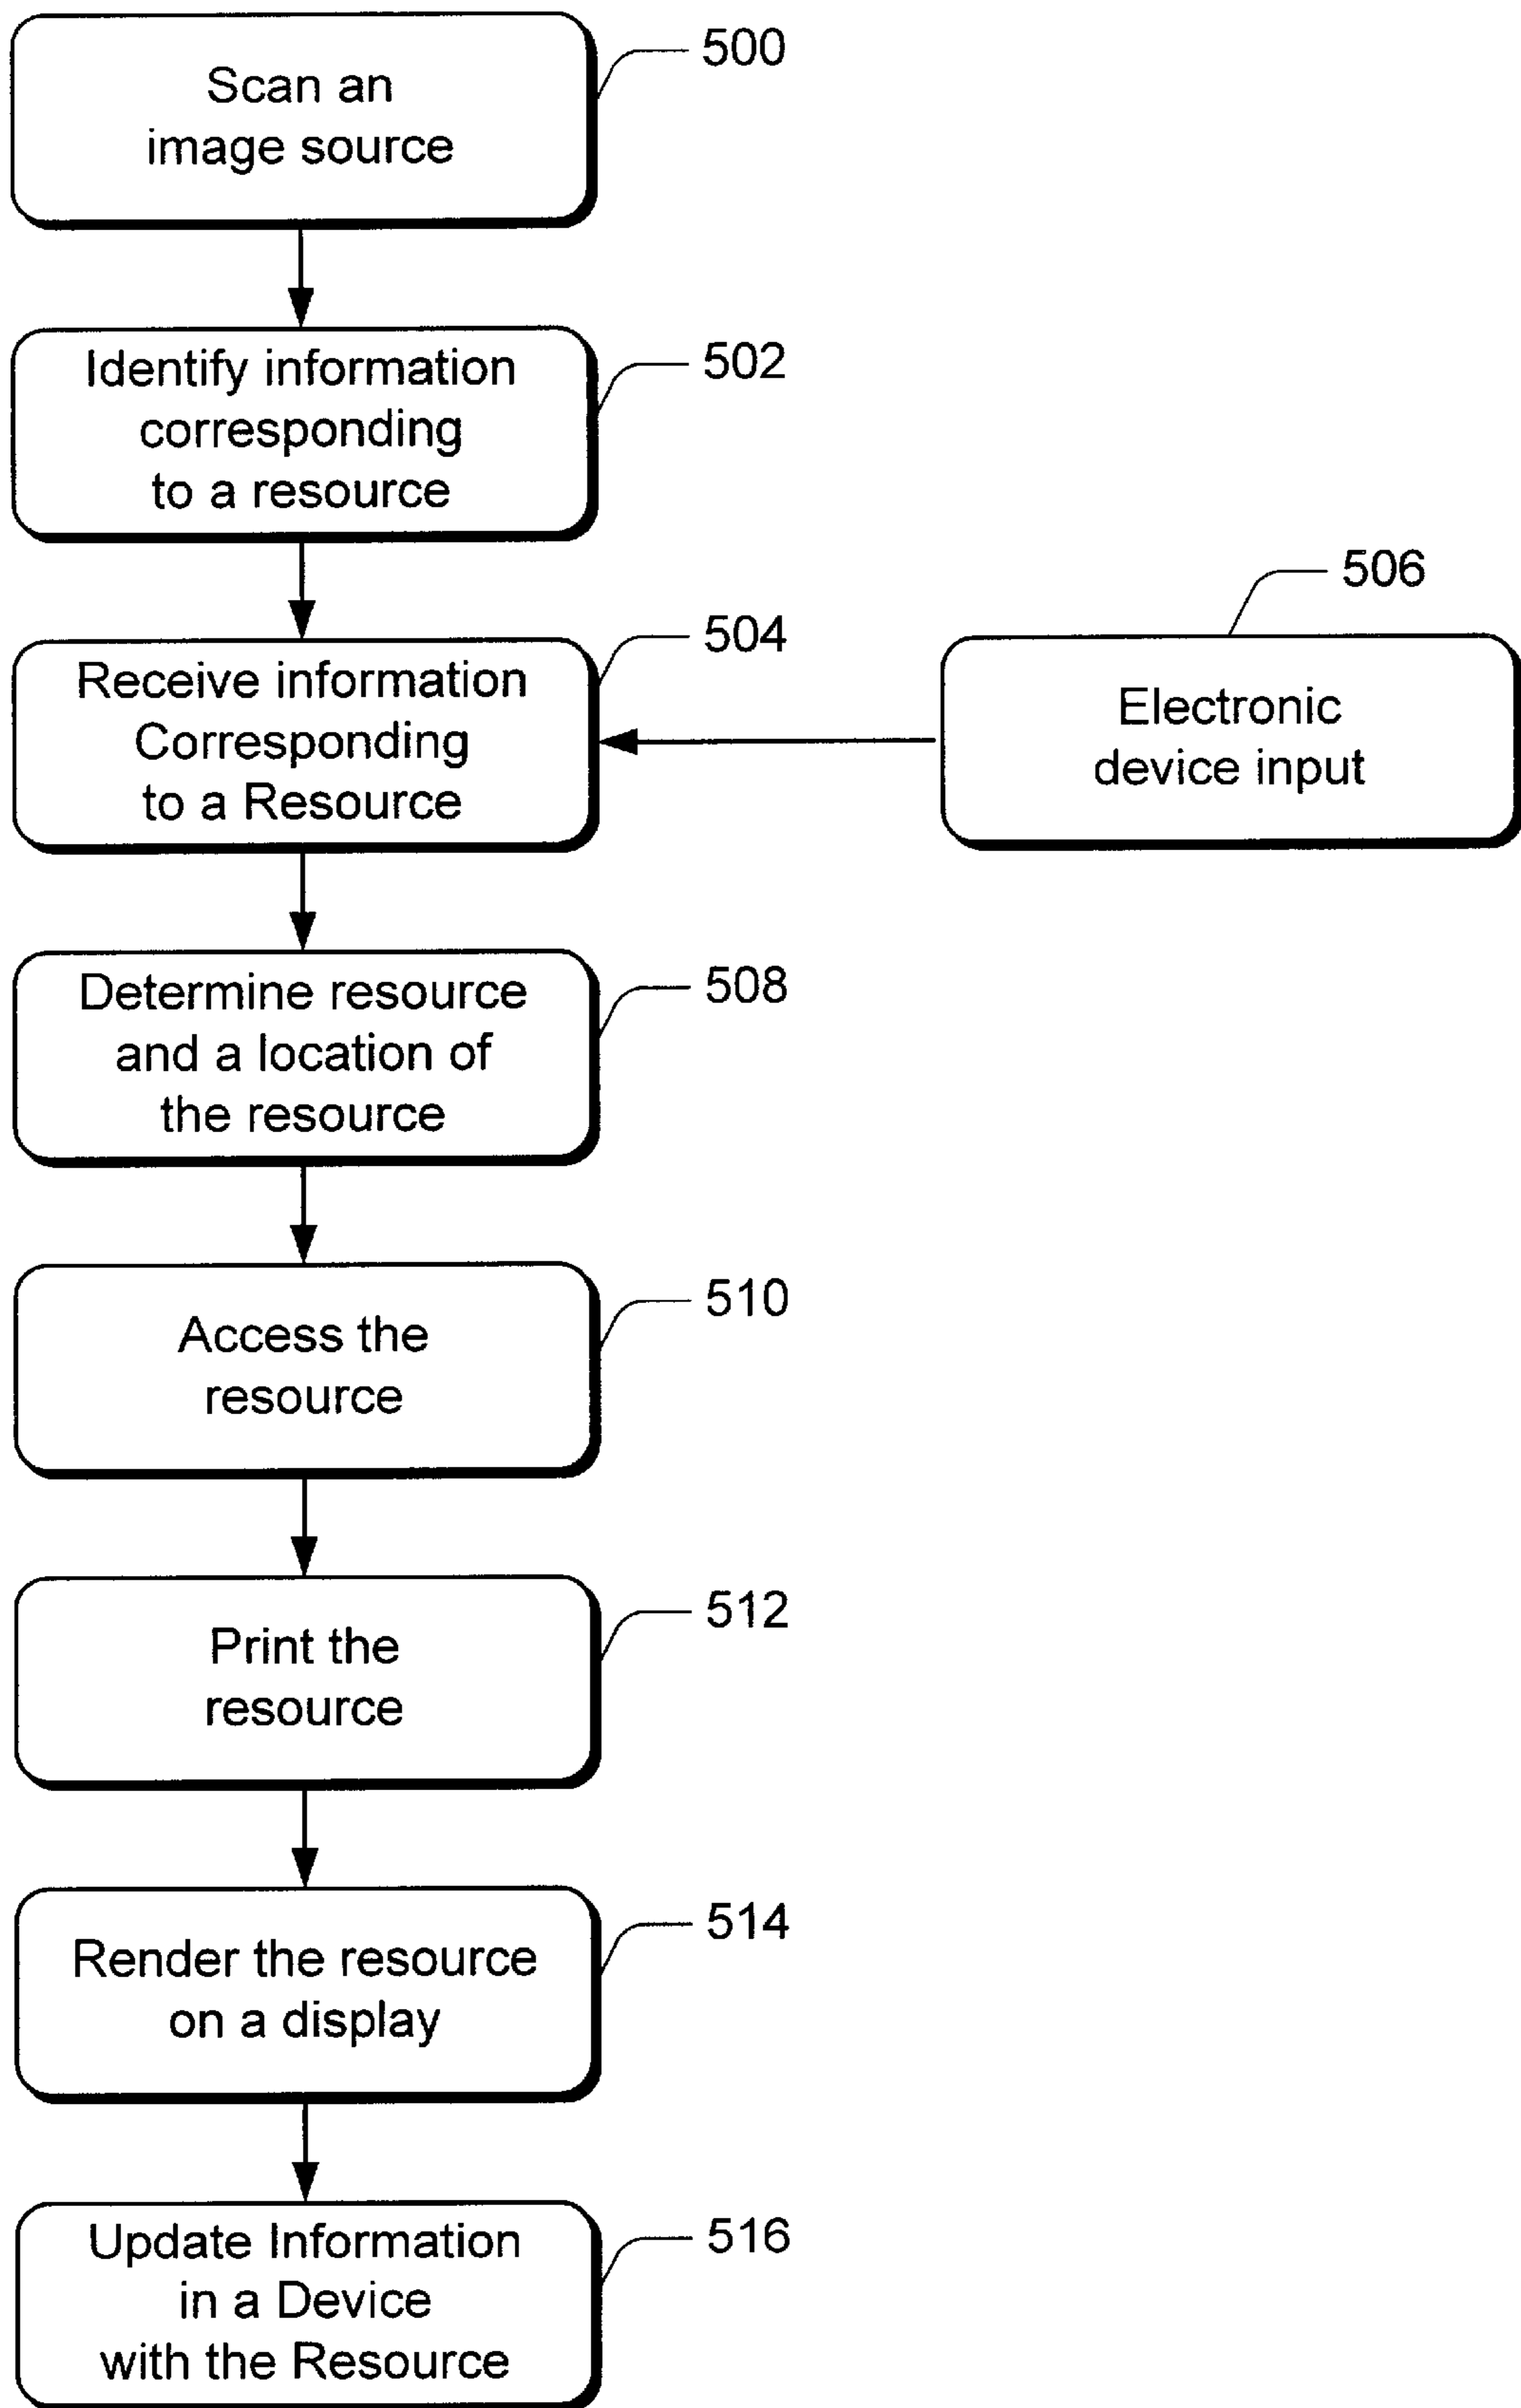 Scan an
image source
500
Identify information
corresponding
to a resource
502
Receive information
Corresponding
to a Resource
504
506
Electronic
device input
Determine resource
and a location of
the resource
508
Access the
resource
510
Print the
resource
512
Render the resource
on a display
514
Update Information
in a Device
with the Resource
516